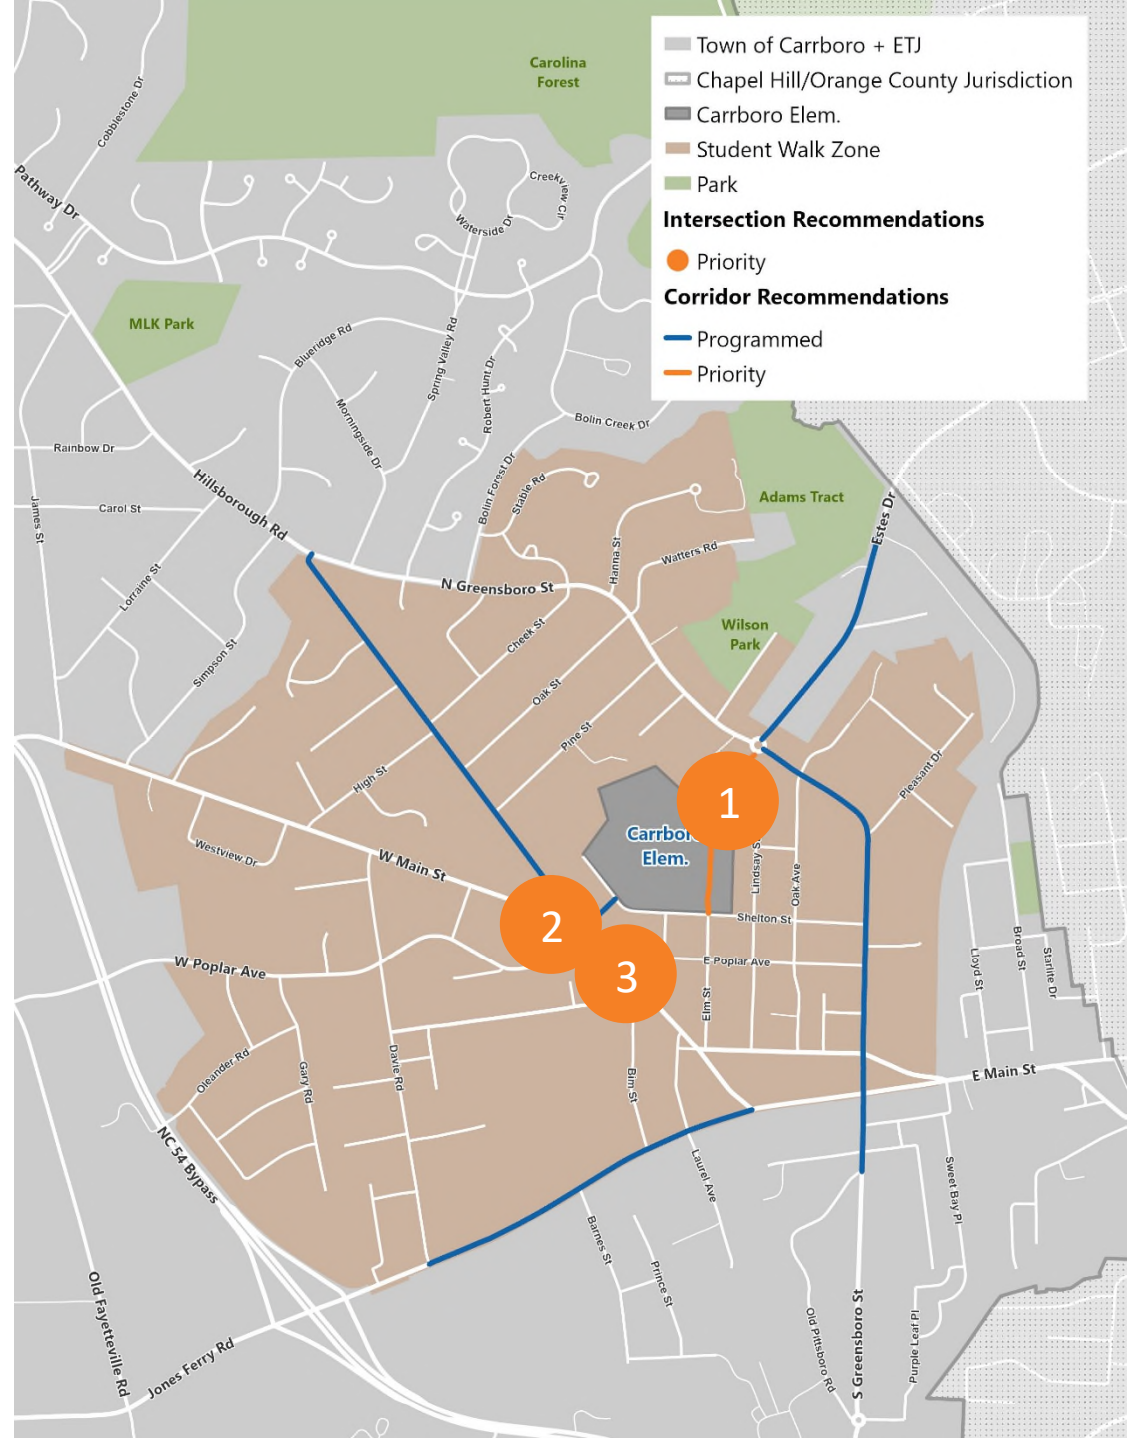 Town of Carrboro + ETJ
Chapel Hill/Orange County Jurisdiction
Carrboro Elem.
Student Walk Zone
Park
Intersection Recommendations
Priority
Corridor Recommendations
Programmed
Priority
Carolina
Forest
Cobblestone Dr
Pathway Dr
Creekview Cir
Waterside Dr
MLK Park
Blueridge Rd
Spring Valley Rd
Robert Hunt Dr
Morningside Dr
Bolin Creek Dr
Rainbow Dr
Hillsborough Rd
Bolin Forest Dr
Stable Rd
Adams Tract
Estes Dr
James St
Carol St
Hanna St
Watters Rd
N Greensboro St
Lorraine St
Simpson St
Cheek St
Wilson
Park
Oak St
Pine St
High St
Pleasant Dr
1
Carrboro
Elem.
Westview Dr
W Main St
Lindsay St
Oak Ave
2
Shelton St
W Poplar Ave
3
E Poplar Ave
Elm St
Lloyd St
Broad St
Starlite Dr
Oleander Rd
Gary Rd
Davie Rd
Bim St
E Main St
NC 54 Bypass
Laurel Ave
Sweet Bay Pl
Barnes St
Prince St
Old Fayetteville Rd
Jones Ferry Rd
Old Pittsboro Rd
S Greensboro St
Purple Leaf Pl